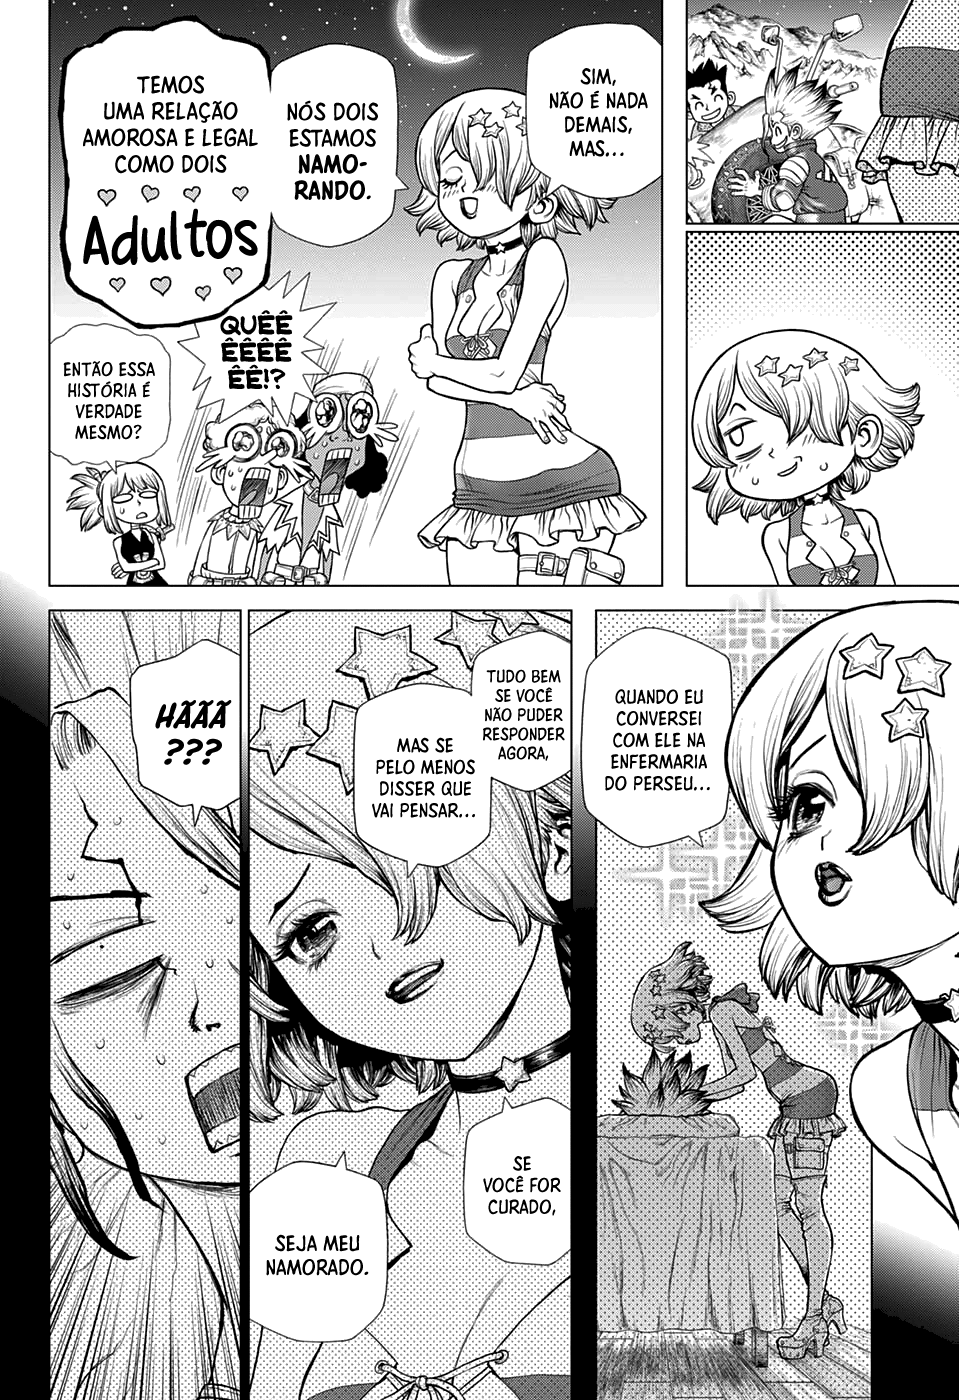 SIM,
NÃO É NADA
DEMAIS,
MAS...
NÓS DOIS
ESTAMOS
NAMO-
RANDO.
TEMOS
UMA RELAÇÃO
AMOROSA E LEGAL
COMO DOIS
Adultos
QUÊÊ
ÊÊÊÊ
ÊÊ!?
ENTÃO ESSA
HISTÓRIA É
VERDADE
MESMO?
QUANDO EU
CONVERSEI
COM ELE NA
ENFERMARIA
DO PERSEU...
TUDO BEM
SE VOCÊ
NÃO PUDER
RESPONDER
AGORA,
MAS SE
PELO MENOS
DISSER QUE
VAI PENSAR...
SE
VOCÊ FOR
CURADO,
SEJA MEU
NAMORADO.
HÃÃÃ
???